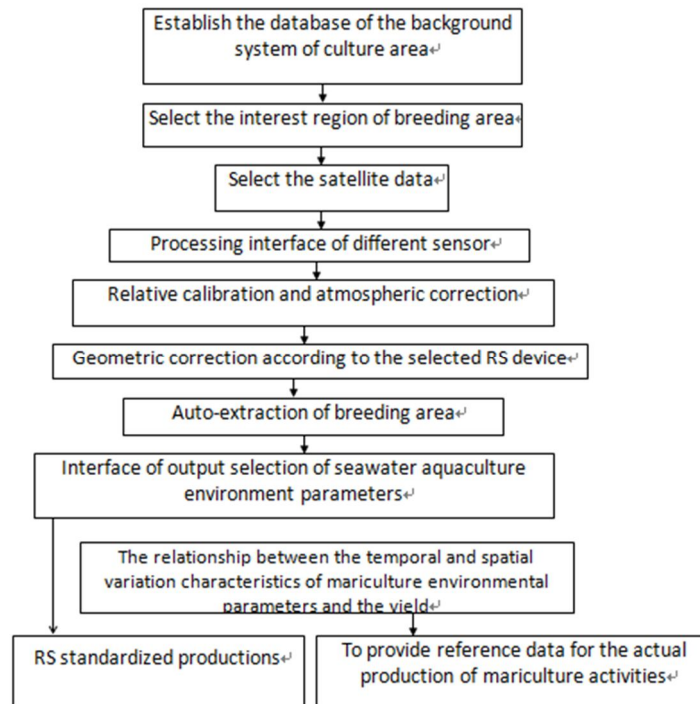 Establish the database of the background
system of culture area↵
Select the interest region of breeding area↵
Select the satellite data↵
Processing interface of different sensor↵
Relative calibration and atmospheric correction↵
Geometric correction according to the selected RS device↵
Auto-extraction of breeding area↵
Interface of output selection of seawater aquaculture
environment parameters↵
The relationship between the temporal and spatial
variation characteristics of mariculture environmental
parameters and the yield↵
RS standardized productions↵
To provide reference data for the actual
production of mariculture activities↵